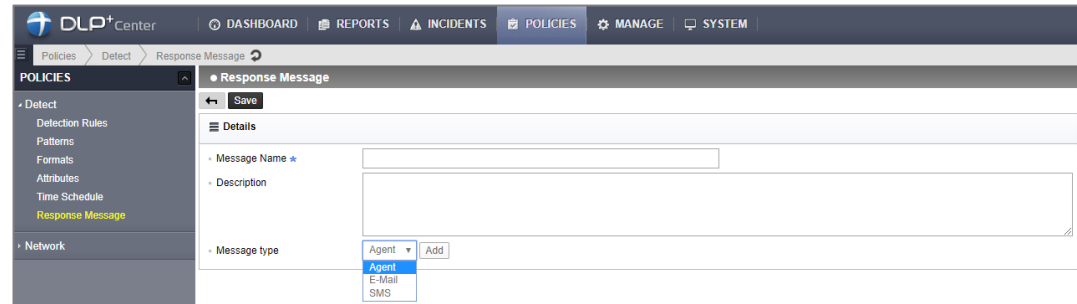 DLP+Center
DASHBOARD REPORTS INCIDENTS POLICIES MANAGE SYSTEM
Policies Detect Response Message
POLICIES
Detect
Detection Rules
Patterns
Formats
Attributes
Time Schedule
Response Message
Network
Response Message
Save
Details
Message Name *
Description
Message type Agent Add
Agent
E-Mail
SMS